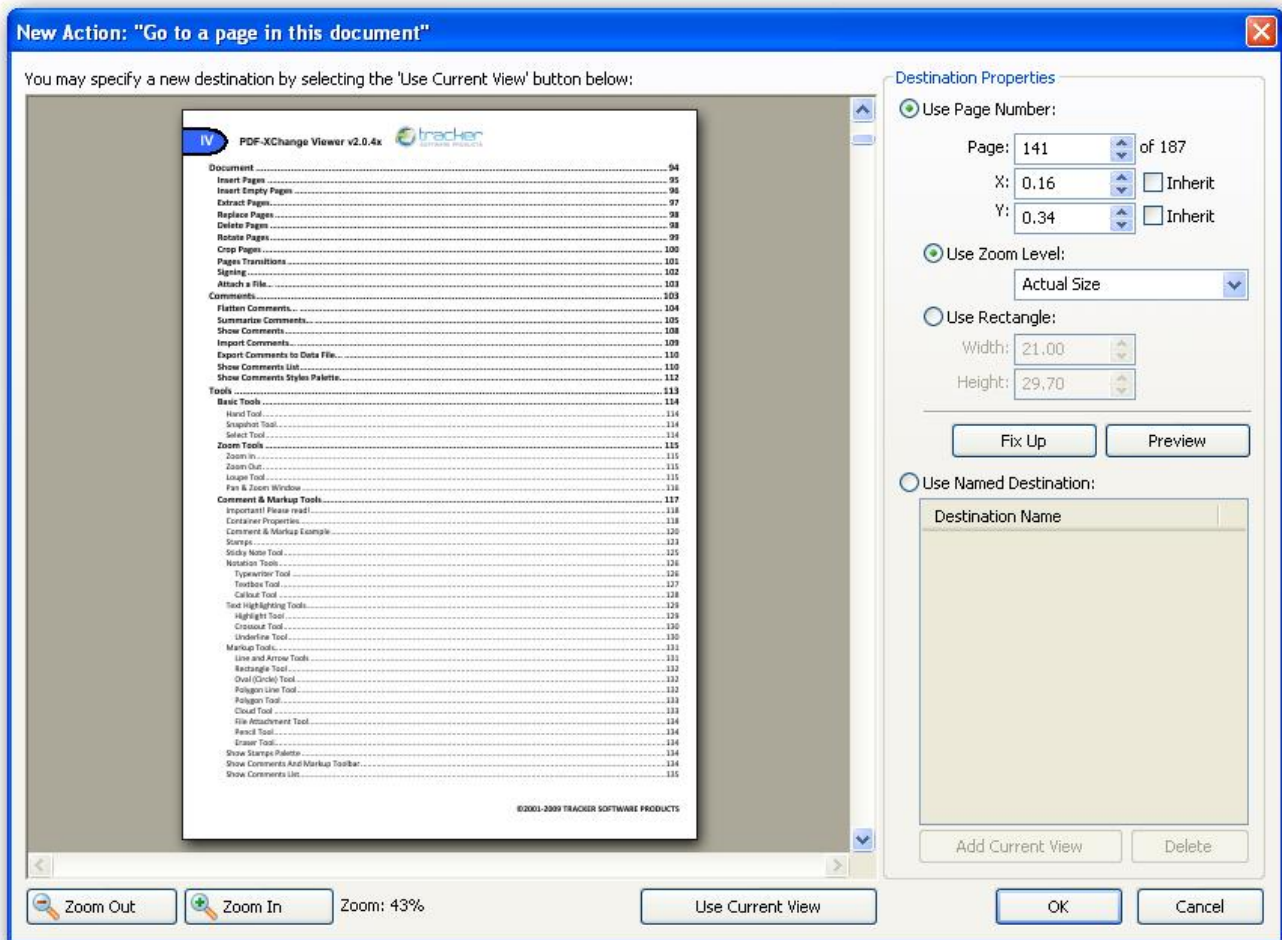 New Action: "Go to a page in this document"
You may specify a new destination by selecting the 'Use Current View' button below:
IV PDF-XChange Viewer v2.0.4x tracker
SOFTWARE PRODUCTS
Document 94
Insert Pages 95
Insert Empty Pages 96
Extract Pages 97
Replace Pages 98
Delete Pages 98
Rotate Pages 99
Crop Pages 100
Pages Transitions 101
Signing 102
Attach a File... 103
Comments 103
Flatten Comments... 104
Summarize Comments... 105
Show Comments 108
Import Comments... 109
Export Comments to Data File... 110
Show Comments List 110
Show Comments Styles Palette 112
Tools 113
Basic Tools 114
Hand Tool 114
Snapshot Tool 114
Select Tool 114
Zoom Tools 115
Zoom In 115
Zoom Out 115
Loupe Tool 115
Pan & Zoom Window 116
Comment & Markup Tools 117
Important! Please read! 118
Container Properties 118
Comment & Markup Example 120
Stamps 123
Sticky Note Tool 125
Notation Tools 126
Typewriter Tool 126
Textbox Tool 127
Callout Tool 128
Text Highlighting Tools 129
Highlight Tool 129
Crossout Tool 130
Underline Tool 130
Markup Tools 131
Line and Arrow Tools 131
Rectangle Tool 132
Oval (Circle) Tool 132
Polygon Line Tool 132
Polygon Tool 133
Cloud Tool 133
File Attachment Tool 134
Pencil Tool 134
Eraser Tool 134
Show Stamps Palette 134
Show Comments And Markup Toolbar 134
Show Comments List 135
©2001-2009 TRACKER SOFTWARE PRODUCTS
Zoom Out
Zoom In
Zoom: 43%
Use Current View
Destination Properties
Use Page Number:
Page: 141 of 187
X: 0.16 Inherit
Y: 0.34 Inherit
Use Zoom Level:
Actual Size
Use Rectangle:
Width: 21.00
Height: 29.70
Fix Up Preview
Use Named Destination:
Destination Name
Add Current View Delete
OK Cancel